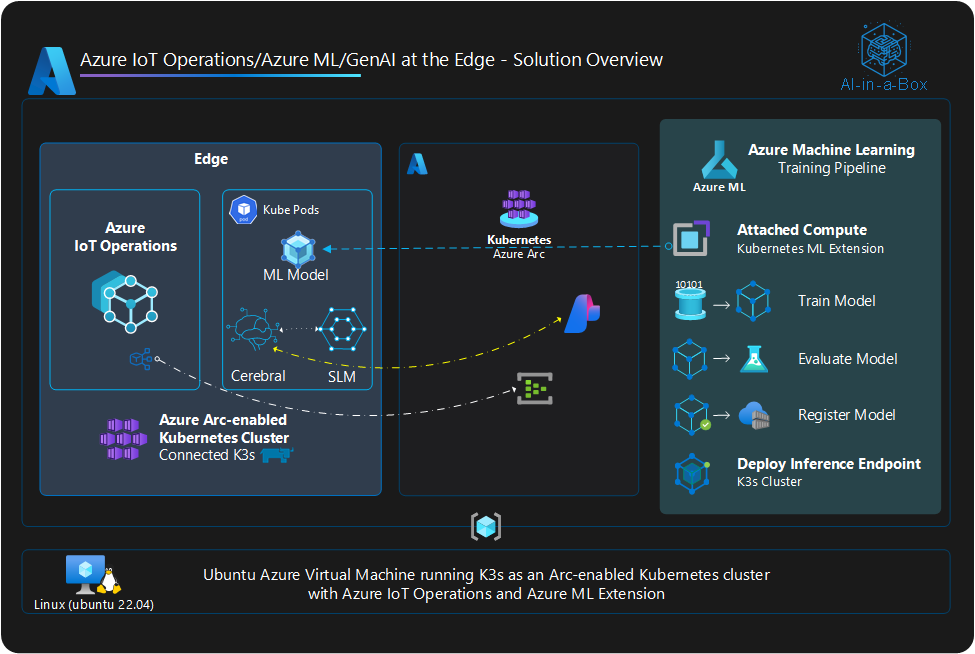 Azure IoT Operations/Azure ML/GenAI at the Edge - Solution Overview
AI-in-a-Box
Edge
Azure
IoT Operations
pod
Kube Pods
ML Model
Cerebral
SLM
Azure Arc-enabled
Kubernetes Cluster
Connected K3s
Kubernetes
Azure Arc
Azure ML
Azure Machine Learning
Training Pipeline
Attached Compute
Kubernetes ML Extension
10101
Train Model
Evaluate Model
Register Model
Deploy Inference Endpoint
K3s Cluster
Linux (ubuntu 22.04)
Ubuntu Azure Virtual Machine running K3s as an Arc-enabled Kubernetes cluster
with Azure IoT Operations and Azure ML Extension